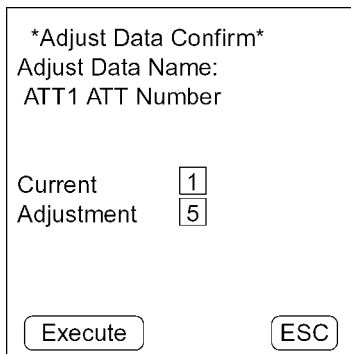 *Adjust Data Confirm*
Adjust Data Name:
ATT1 ATT Number
Current 1
Adjustment 5
Execute ESC